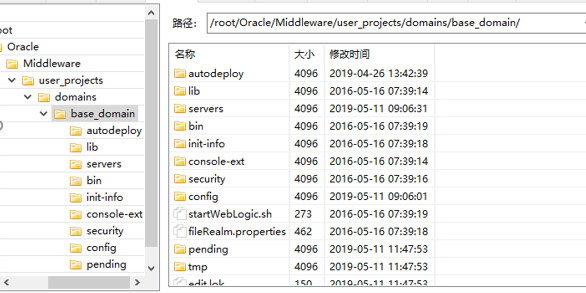 oot
Oracle
Middleware
user_projects
domains
base_domain
autodeploy
lib
servers
bin
init-info
console-ext
security
config
pending
路径： /root/Oracle/Middleware/user_projects/domains/base_domain/
名称 大小 修改时间
autodeploy 4096 2019-04-26 13:42:39
lib 4096 2016-05-16 07:39:14
servers 4096 2019-05-11 09:06:31
bin 4096 2016-05-16 07:39:19
init-info 4096 2016-05-16 07:39:18
console-ext 4096 2016-05-16 07:39:14
security 4096 2016-05-16 07:39:16
config 4096 2019-05-11 09:06:01
startWebLogic.sh 273 2016-05-16 07:39:19
fileRealm.properties 462 2016-05-16 07:39:18
pending 4096 2019-05-11 11:47:53
tmp 4096 2019-05-11 11:47:53
edit.lok 150 2019-05-11 11:47:53